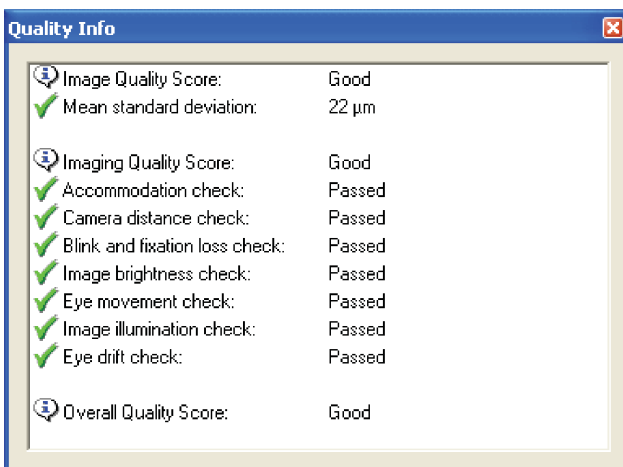 Quality Info
Image Quality Score: Good
Mean standard deviation: 22 µm
Imaging Quality Score: Good
Accommodation check: Passed
Camera distance check: Passed
Blink and fixation loss check: Passed
Image brightness check: Passed
Eye movement check: Passed
Image illumination check: Passed
Eye drift check: Passed
Overall Quality Score: Good